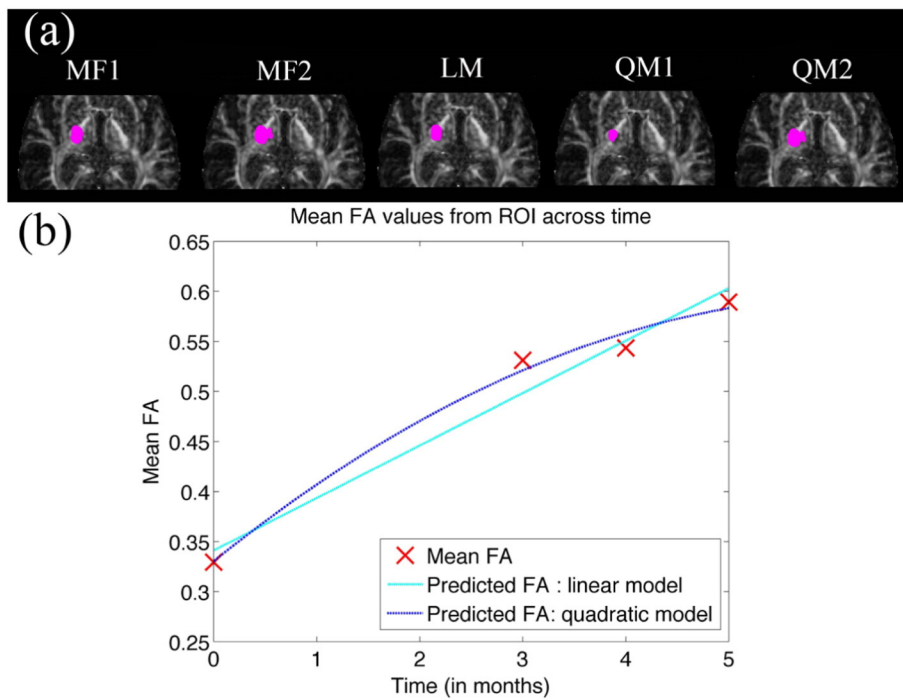 (a)
MF1 MF2 LM QM1 QM2
(b)
Mean FA values from ROI across time
0.65
0.6
0.55
0.5
0.45
0.4
0.35
0.3
0.25
Mean FA
Mean FA
Predicted FA : linear model
Predicted FA: quadratic model
0 1 2 3 4 5
Time (in months)